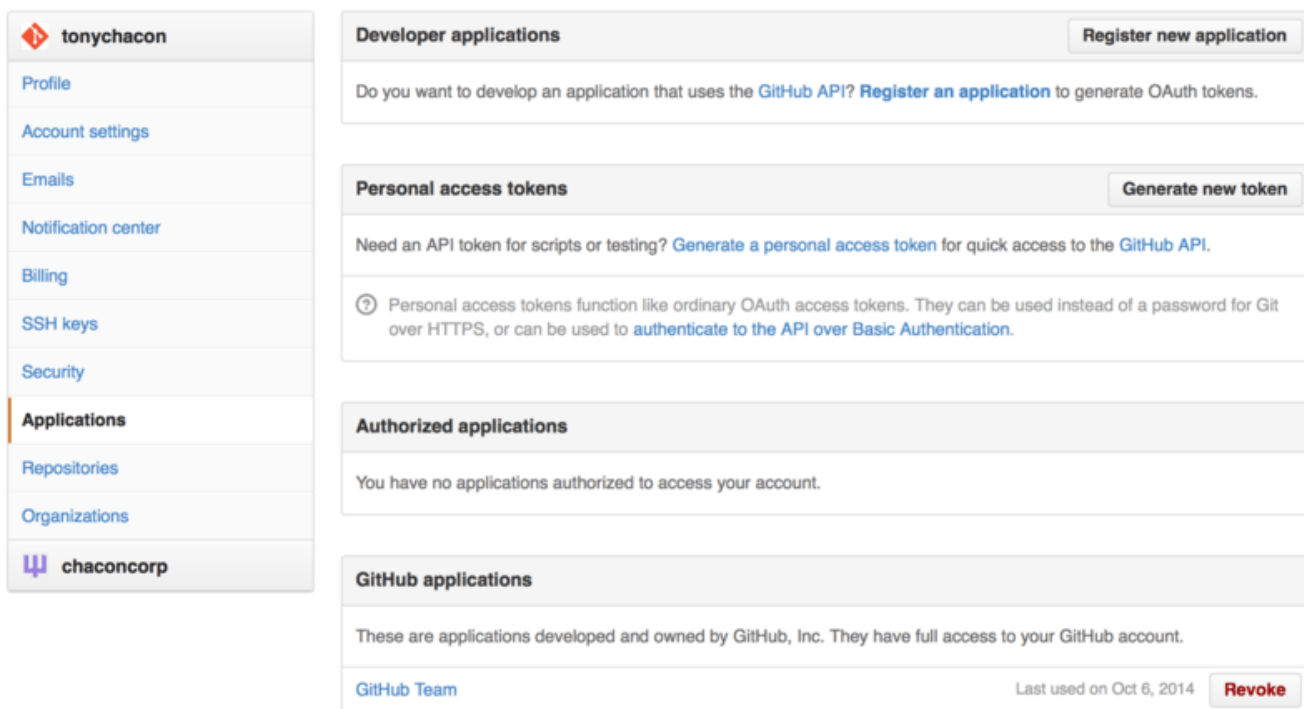 tonychacon
Profile
Account settings
Emails
Notification center
Billing
SSH keys
Security
Applications
Repositories
Organizations
chaconcorp
Developer applications
Register new application
Do you want to develop an application that uses the GitHub API? Register an application to generate OAuth tokens.
Personal access tokens
Generate new token
Need an API token for scripts or testing? Generate a personal access token for quick access to the GitHub API.
Personal access tokens function like ordinary OAuth access tokens. They can be used instead of a password for Git
over HTTPS, or can be used to authenticate to the API over Basic Authentication.
Authorized applications
You have no applications authorized to access your account.
GitHub applications
These are applications developed and owned by GitHub, Inc. They have full access to your GitHub account.
GitHub Team
Last used on Oct 6, 2014
Revoke